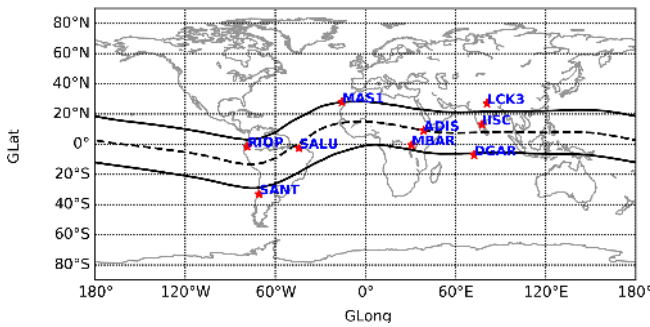 80°N
60°N
40°N
20°N
0°
20°S
40°S
60°S
80°S
GLat
MAS1
LCK3
IISC
ADIS
RIOP
SALU
MBAR
DGAR
SANT
180°
120°W
60°W
0°
60°E
120°E
180°
GLong